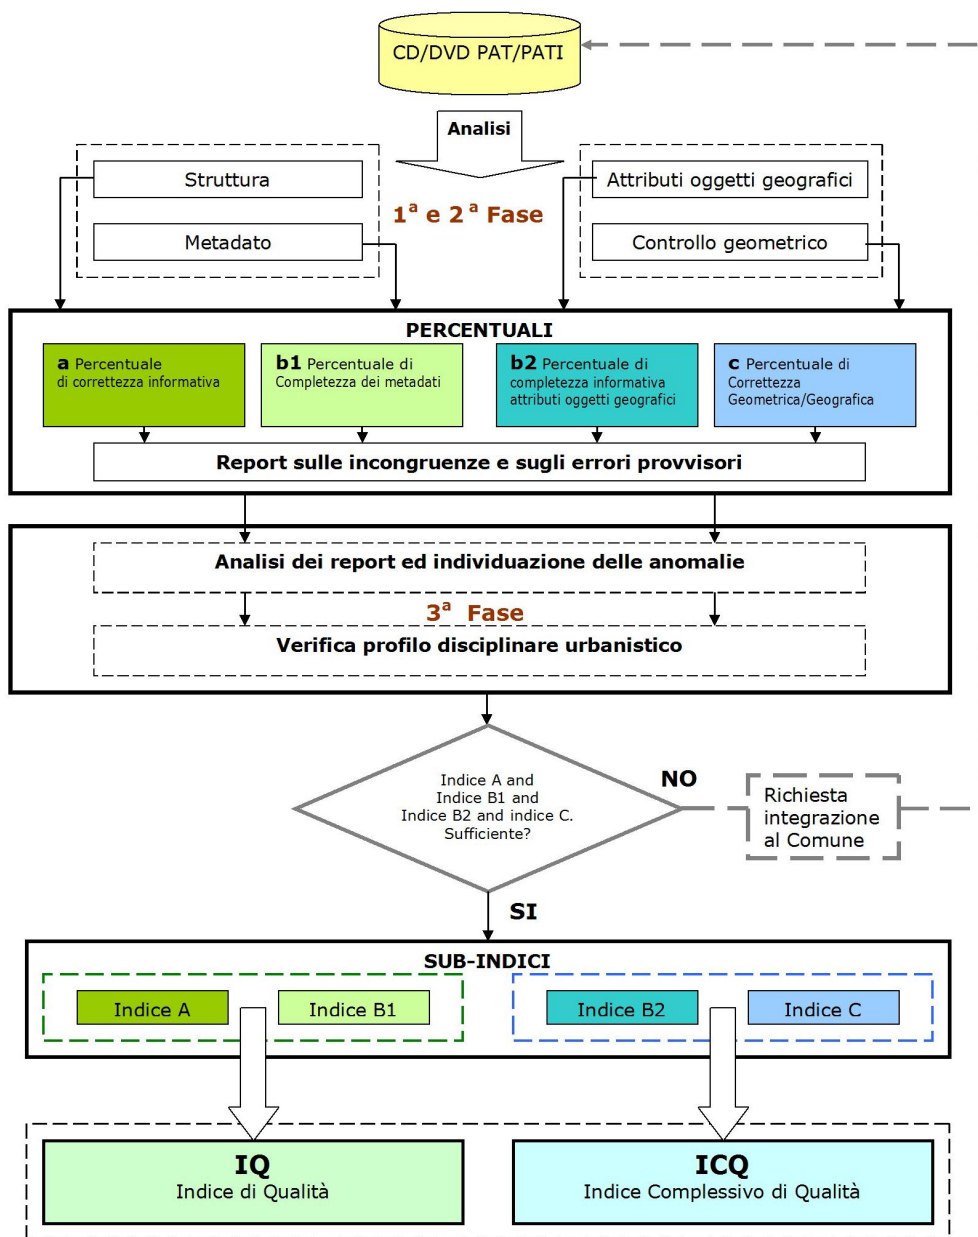 CD/DVD PAT/PATI
Analisi
Struttura
Metadato
1ª e 2ª Fase
Attributi oggetti geografici
Controllo geometrico
PERCENTUALI
a Percentuale
di correttezza informativa
b1 Percentuale di
Completezza dei metadati
b2 Percentuale di
completezza informativa
attributi oggetti geografici
c Percentuale di
Correttezza
Geometrica/Geografica
Report sulle incongruenze e sugli errori provvisori
Analisi dei report ed individuazione delle anomalie
3ª Fase
Verifica profilo disciplinare urbanistico
Indice A and
Indice B1 and
Indice B2 and indice C.
Sufficiente?
NO
Richiesta
integrazione
al Comune
SI
SUB-INDICI
Indice A
Indice B1
Indice B2
Indice C
IQ
Indice di Qualità
ICQ
Indice Complessivo di Qualità